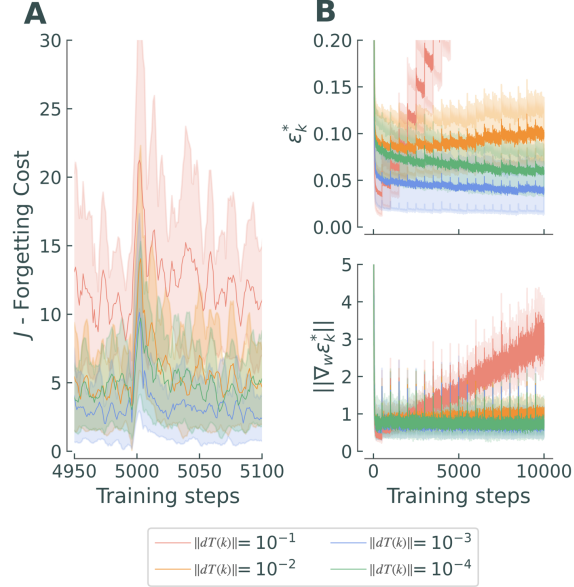 A
B
30
25
20
15
10
5
0
J - Forgetting Cost
4950
5000
5050
5100
Training steps
0.20
0.15
0.10
0.05
0.00
ε*k
5
4
3
2
1
0
||∇wε*k||
0
5000
10000
Training steps
||dT(k)||= 10⁻¹
||dT(k)||= 10⁻³
||dT(k)||= 10⁻²
||dT(k)||= 10⁻⁴